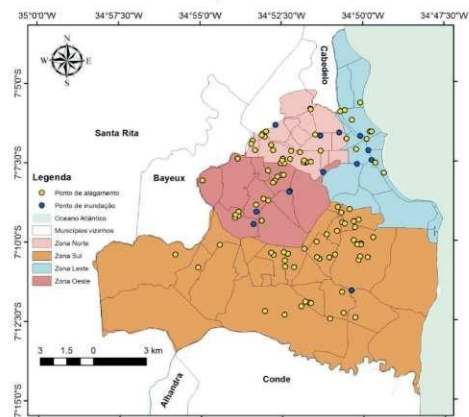 35°0'0"W 34°57'30"W 34°55'0"W 34°52'30"W 34°50'0"W 34°47'30"W
7°5'0"S
7°7'30"S
7°10'0"S
7°12'30"S
7°15'0"S
N
Cabedelo
Santa Rita
Bayeux
Legenda
Ponto de alagamento
Ponto de inundação
Oceano Atlântico
Municípios vizinhos
Zona Norte
Zona Sul
Zona Leste
Zona Oeste
3 1,5 0 3 km
Alhandra
Conde